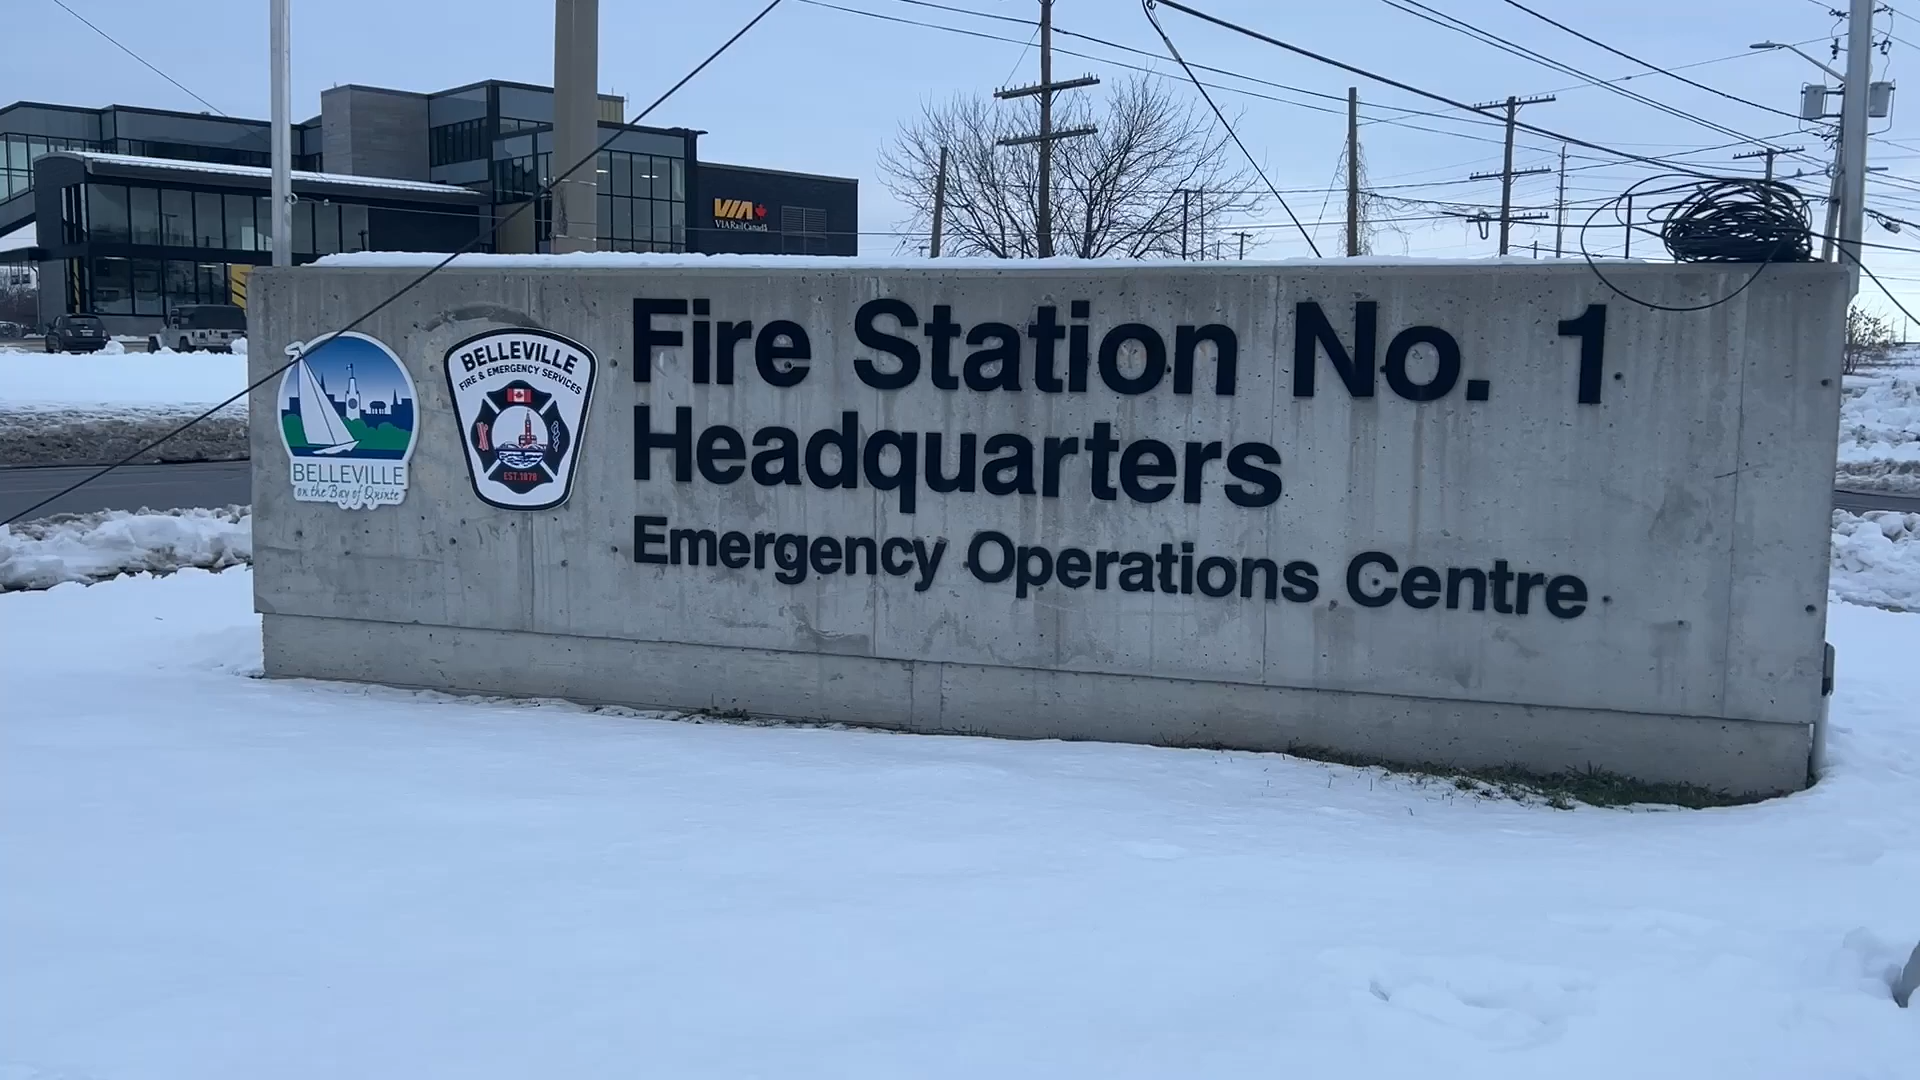 VIA
VIA Rail Canada
Fire Station No. 1
Headquarters
Emergency Operations Centre
BELLEVILLE
on the Bay of Quinte
BELLEVILLE
FIRE & EMERGENCY SERVICES
EST. 1878